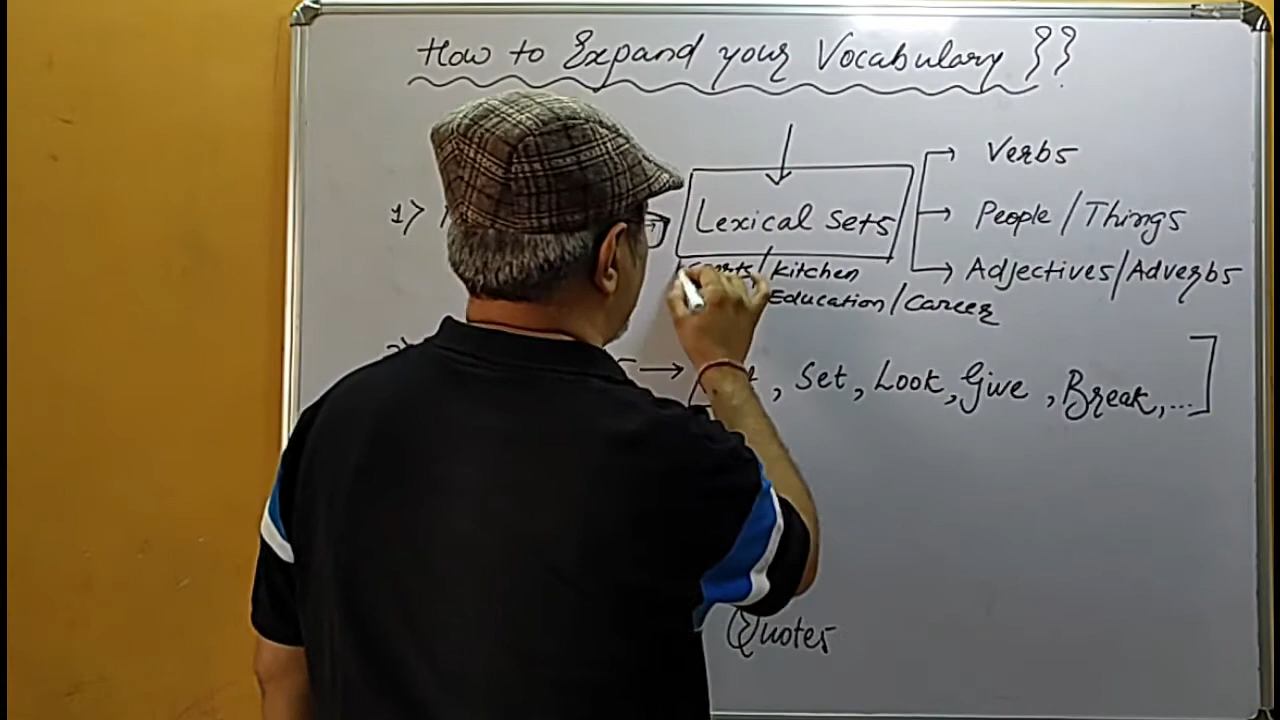 How to Expand your Vocabulary ??
Verbs
1> Lexical Sets People / Things
Adjectives / Adverbs
Sports / Kitchen
Education / Career
→ , Set, Look, Give, Break, ... ]
Quotes